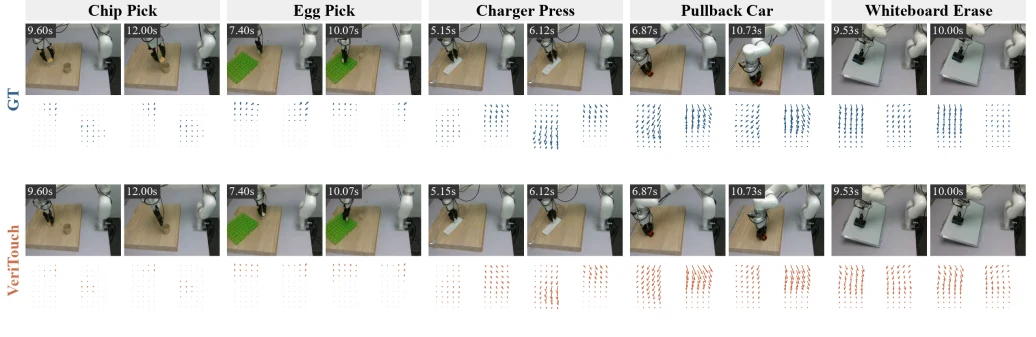 Chip Pick Egg Pick Charger Press Pullback Car Whiteboard Erase
9.60s 12.00s 7.40s 10.07s 5.15s 6.12s 6.87s 10.73s 9.53s 10.00s
GT
9.60s 12.00s 7.40s 10.07s 5.15s 6.12s 6.87s 10.73s 9.53s 10.00s
VeriTouch